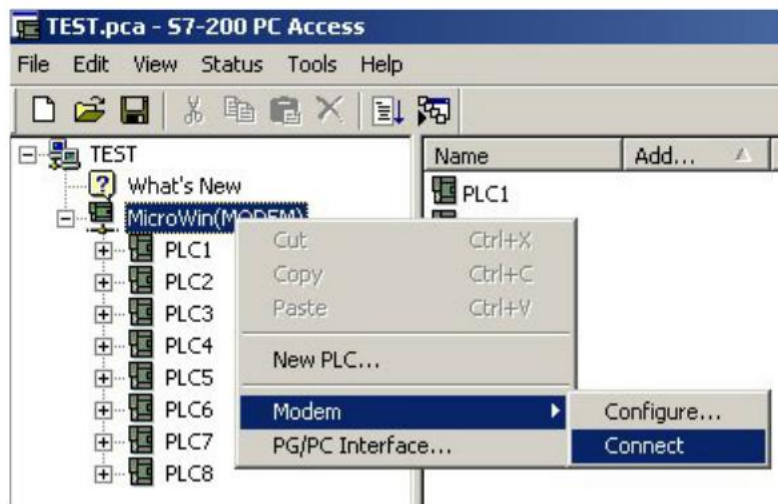 TEST.pca - S7-200 PC Access
File Edit View Status Tools Help
TEST
What's New
MicroWin(MODEM)
PLC1
PLC2
PLC3
PLC4
PLC5
PLC6
PLC7
PLC8
Name Add...
PLC1
Cut Ctrl+X
Copy Ctrl+C
Paste Ctrl+V
New PLC...
Modem
PG/PC Interface...
Configure...
Connect